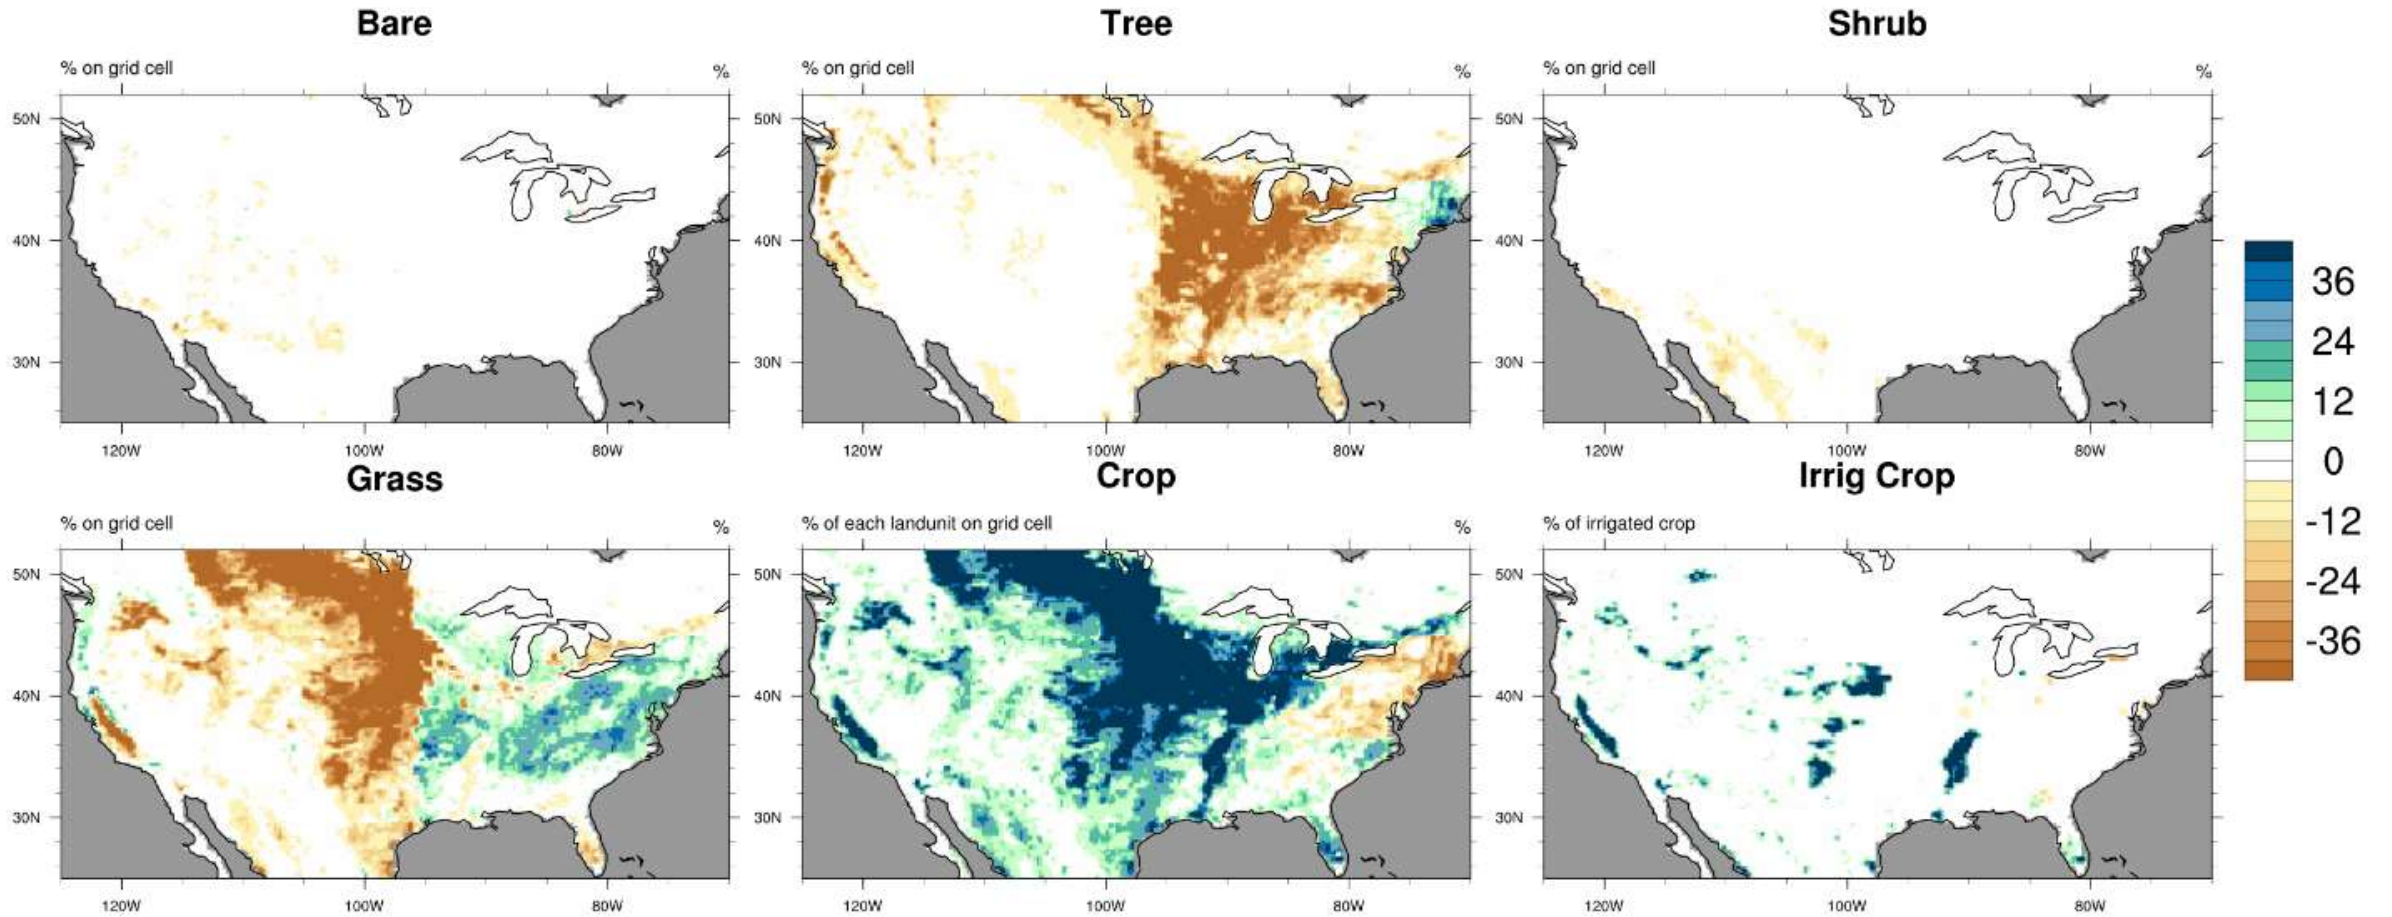 Bare
Tree
Shrub
% on grid cell
%
% on grid cell
%
% on grid cell
%
50N
40N
30N
50N
40N
30N
50N
40N
30N
120W
100W
80W
120W
100W
80W
120W
100W
80W
Grass
Crop
Irrig Crop
% on grid cell
%
% of each landunit on grid cell
%
% of irrigated crop
50N
40N
30N
50N
40N
30N
50N
40N
30N
120W
100W
80W
120W
100W
80W
120W
100W
80W
36
24
12
0
-12
-24
-36